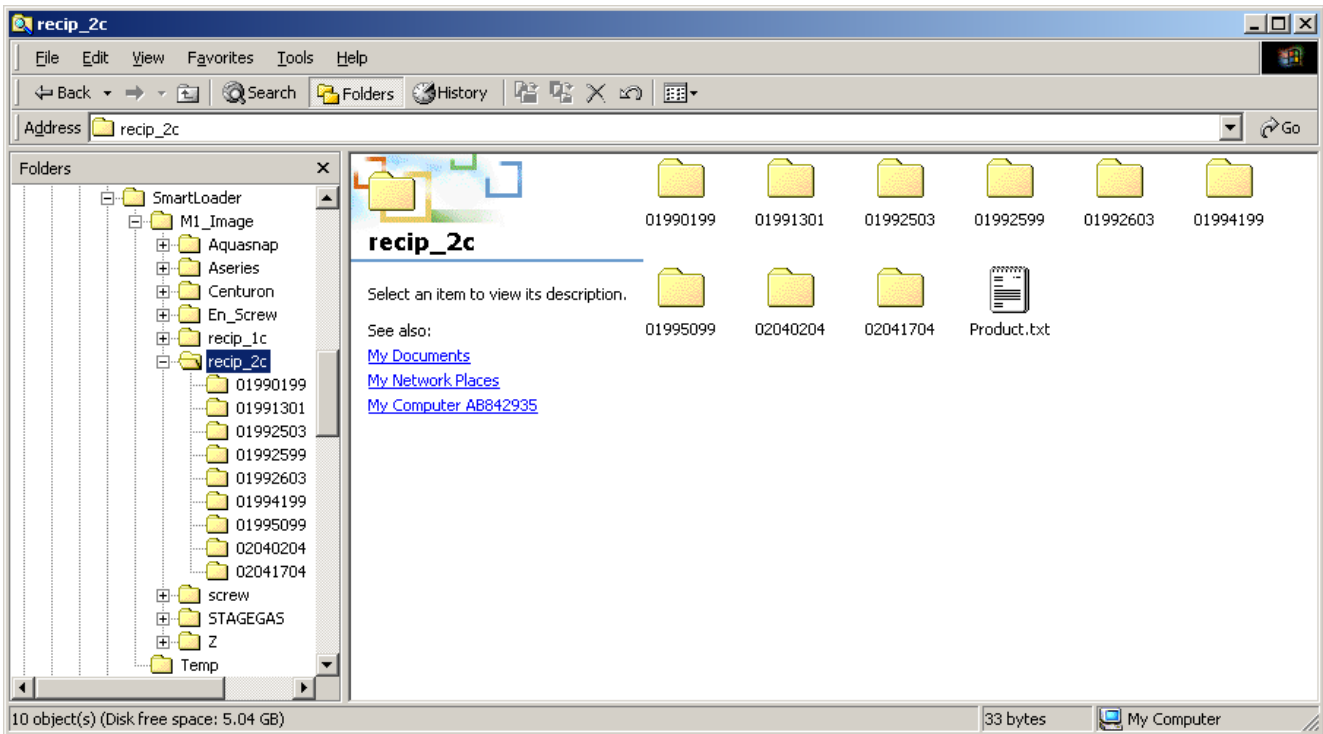 recip_2c
File Edit View Favorites Tools Help
Back Search Folders History
Address recip_2c Go
Folders
SmartLoader
M1_Image
Aquasnap
Aseries
Centuron
En_Screw
recip_1c
recip_2c
01990199
01991301
01992503
01992599
01992603
01994199
01995099
02040204
02041704
screw
STAGEGAS
Z
Temp
recip_2c
Select an item to view its description.
See also:
My Documents
My Network Places
My Computer AB842935
01990199 01991301 01992503 01992599 01992603 01994199
01995099 02040204 02041704 Product.txt
10 object(s) (Disk free space: 5.04 GB) 33 bytes My Computer